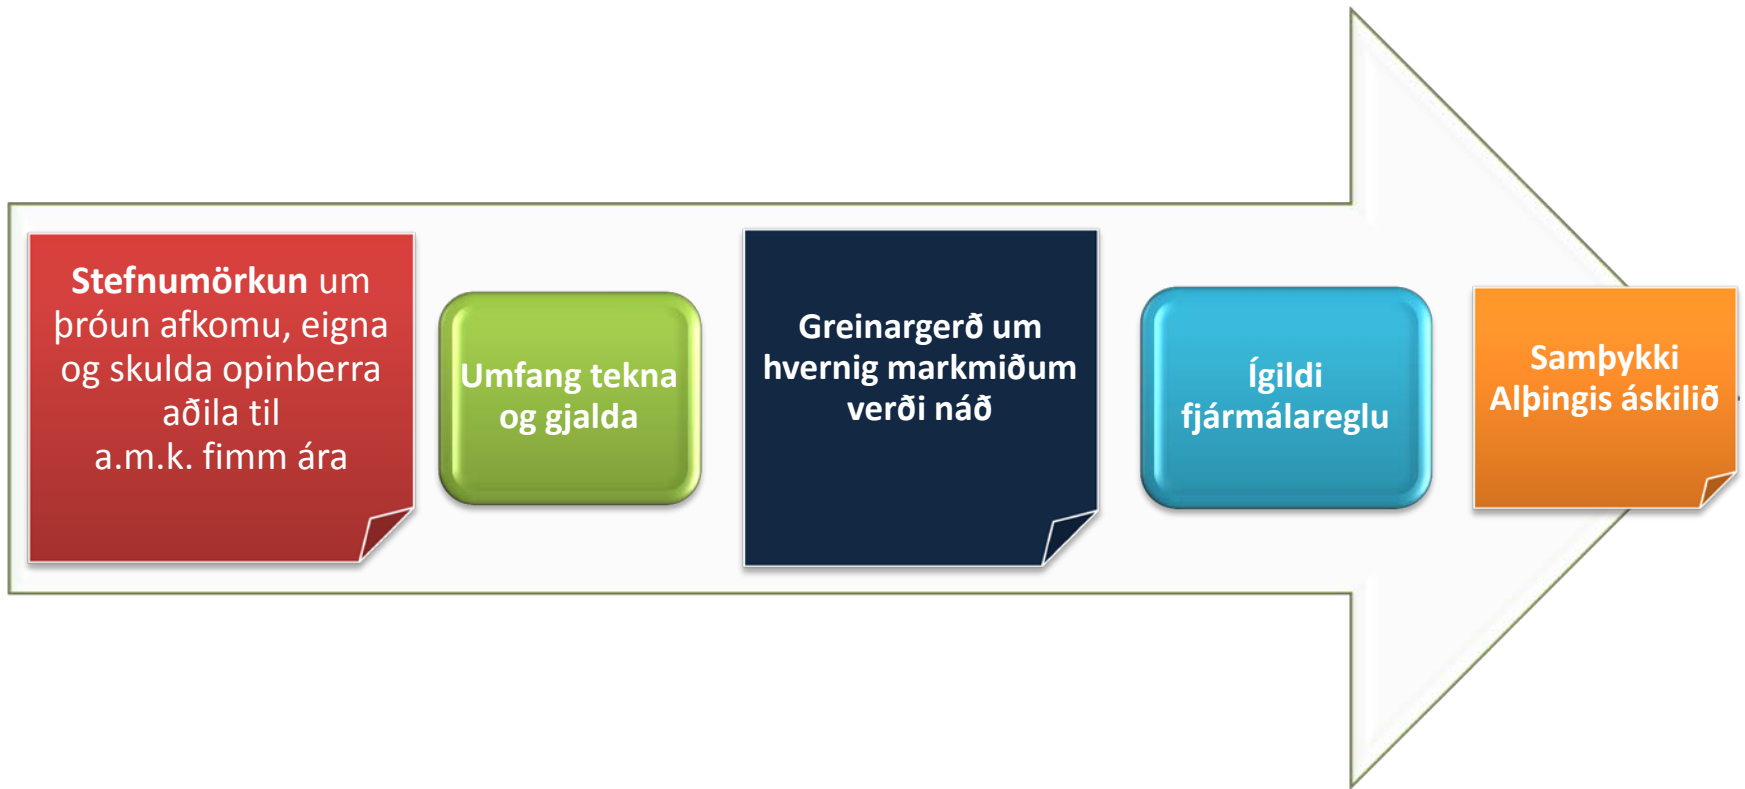 Stefnumörkun um
þróun afkomu, eigna
og skulda opinberra
aðila til
a.m.k. fimm ára
Umfang tekna
og gjalda
Greinargerð um
hvernig markmiðum
verði náð
Ígildi
fjármálareglu
Samþykki
Alþingis áskilið